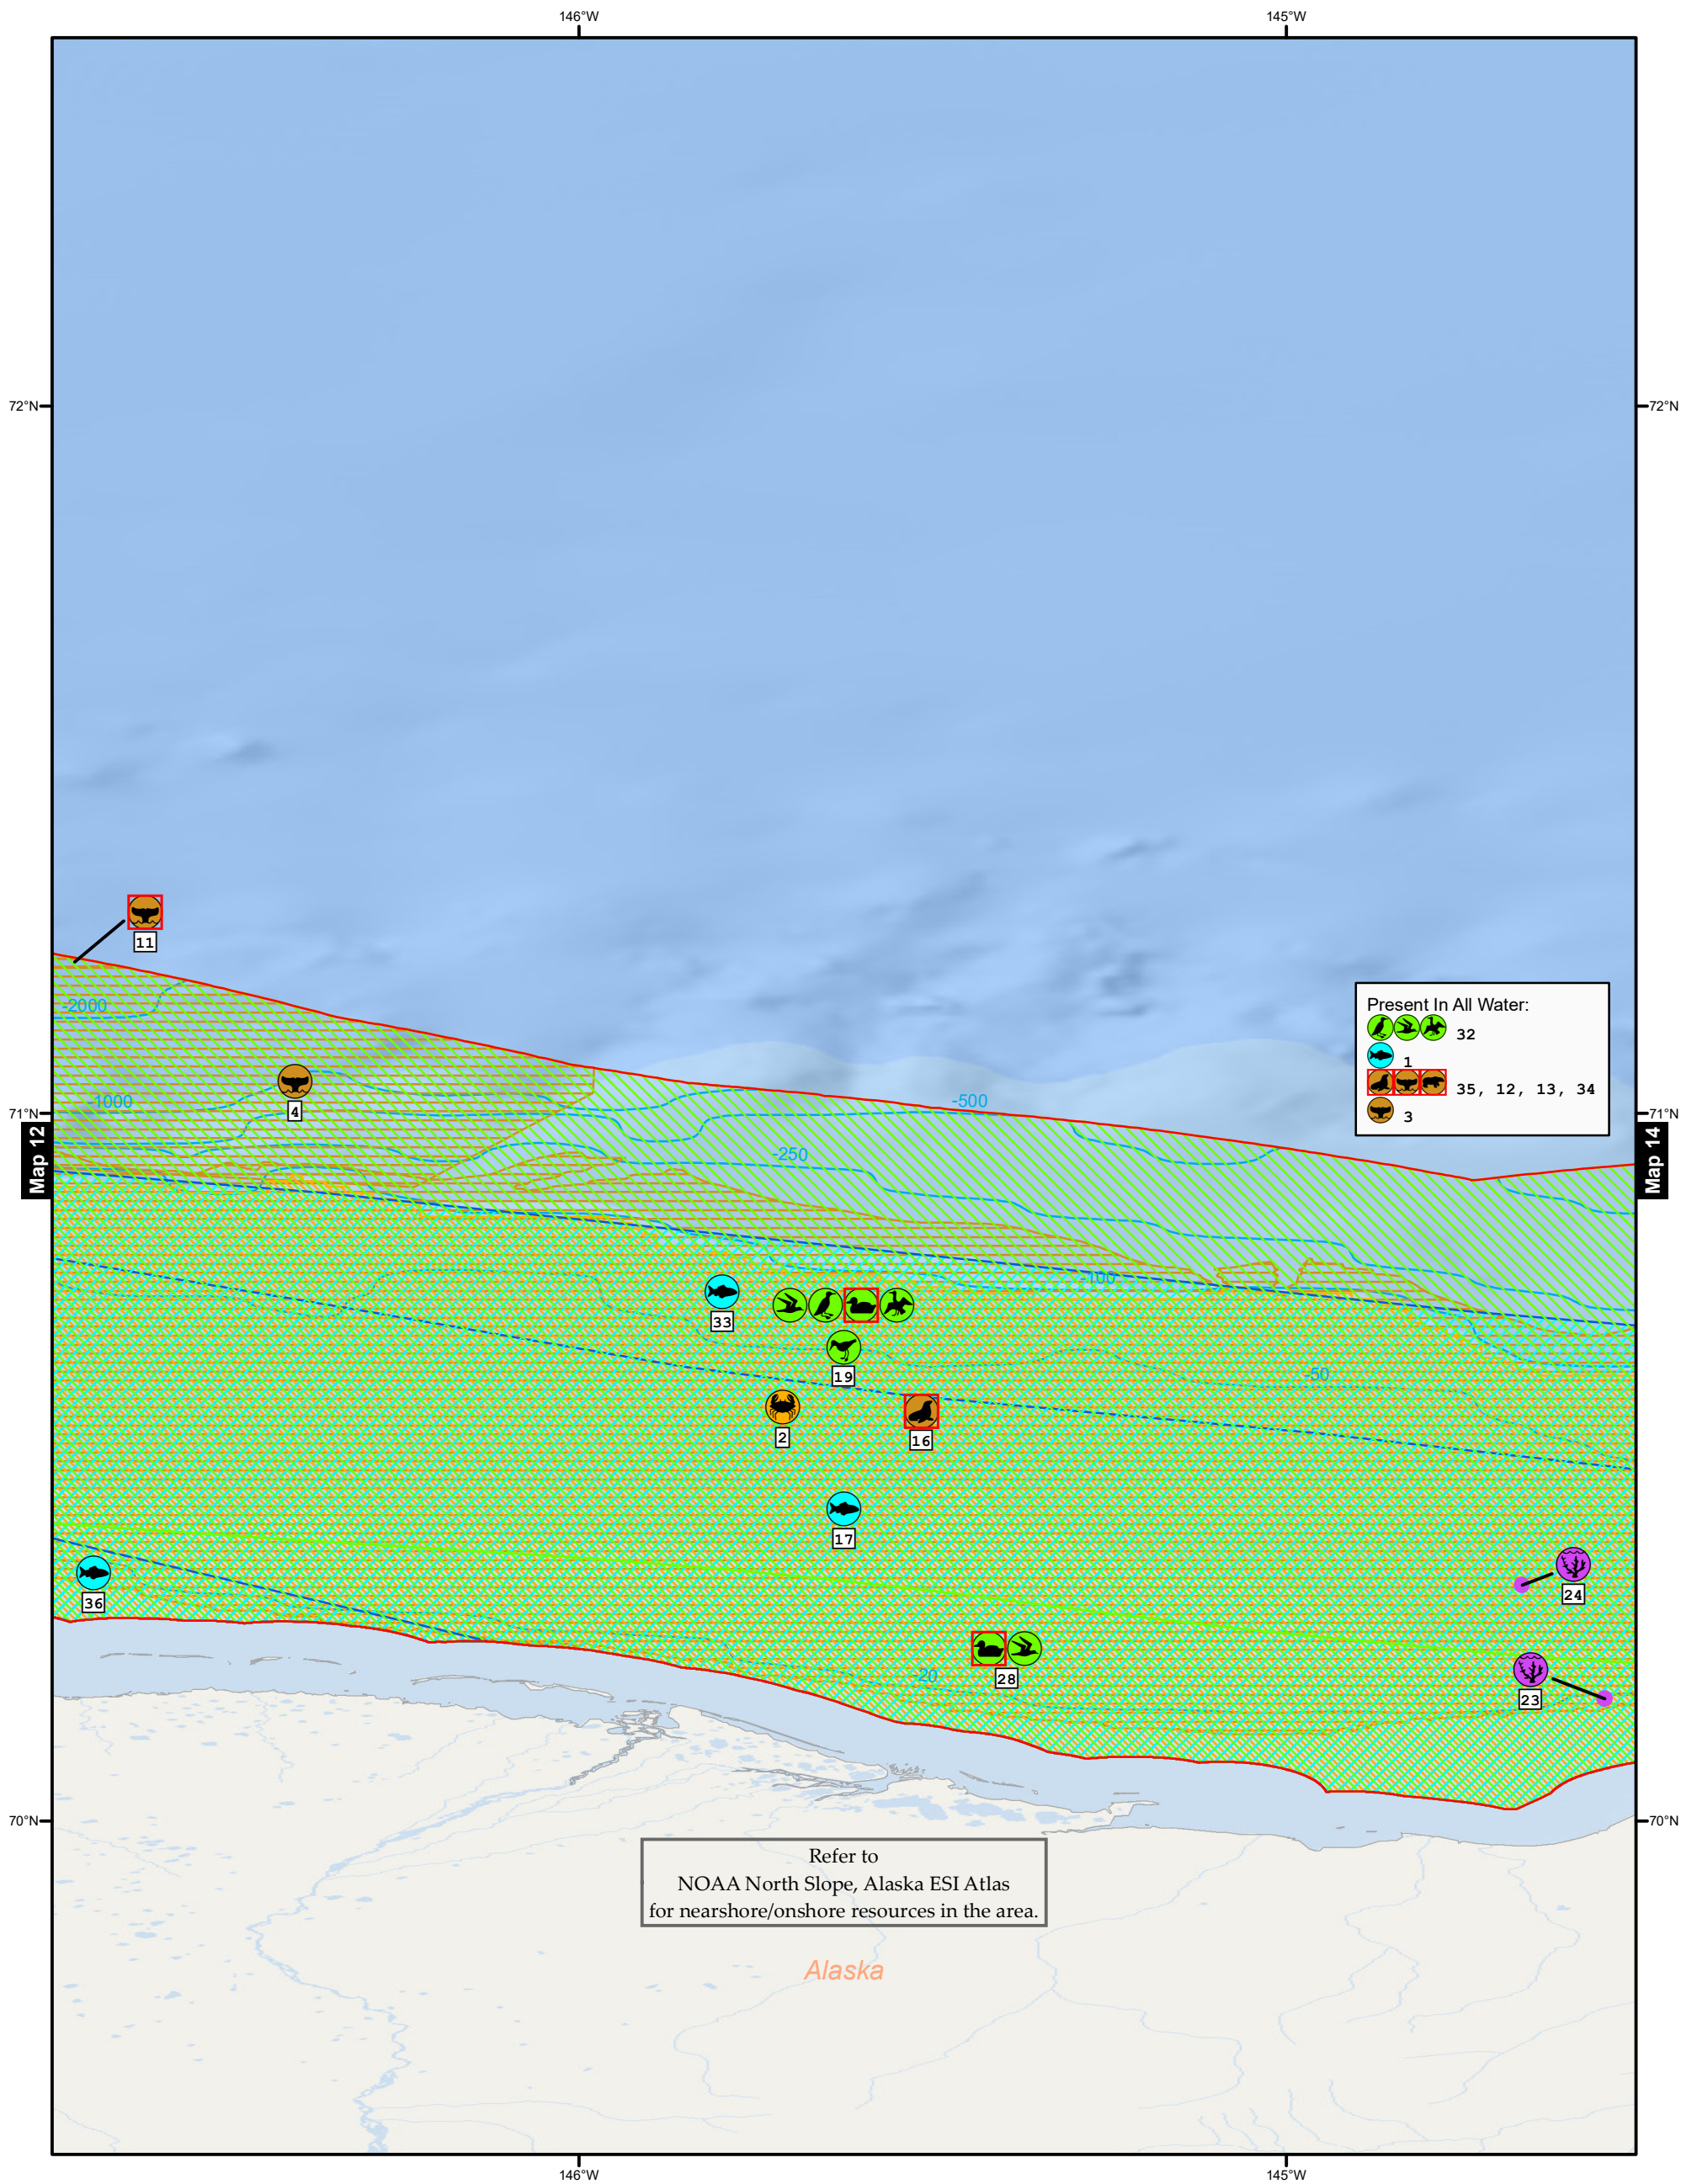 146°W
145°W
72°N
72°N
11
-2000
Present In All Water:
32
1
35, 12, 13, 34
3
4
-1000
-500
71°N
71°N
Map 12
Map 14
-250
-100
33
19
-50
2
16
17
36
24
28
-20
23
70°N
70°N
Refer to
NOAA North Slope, Alaska ESI Atlas
for nearshore/onshore resources in the area.
Alaska
146°W
145°W